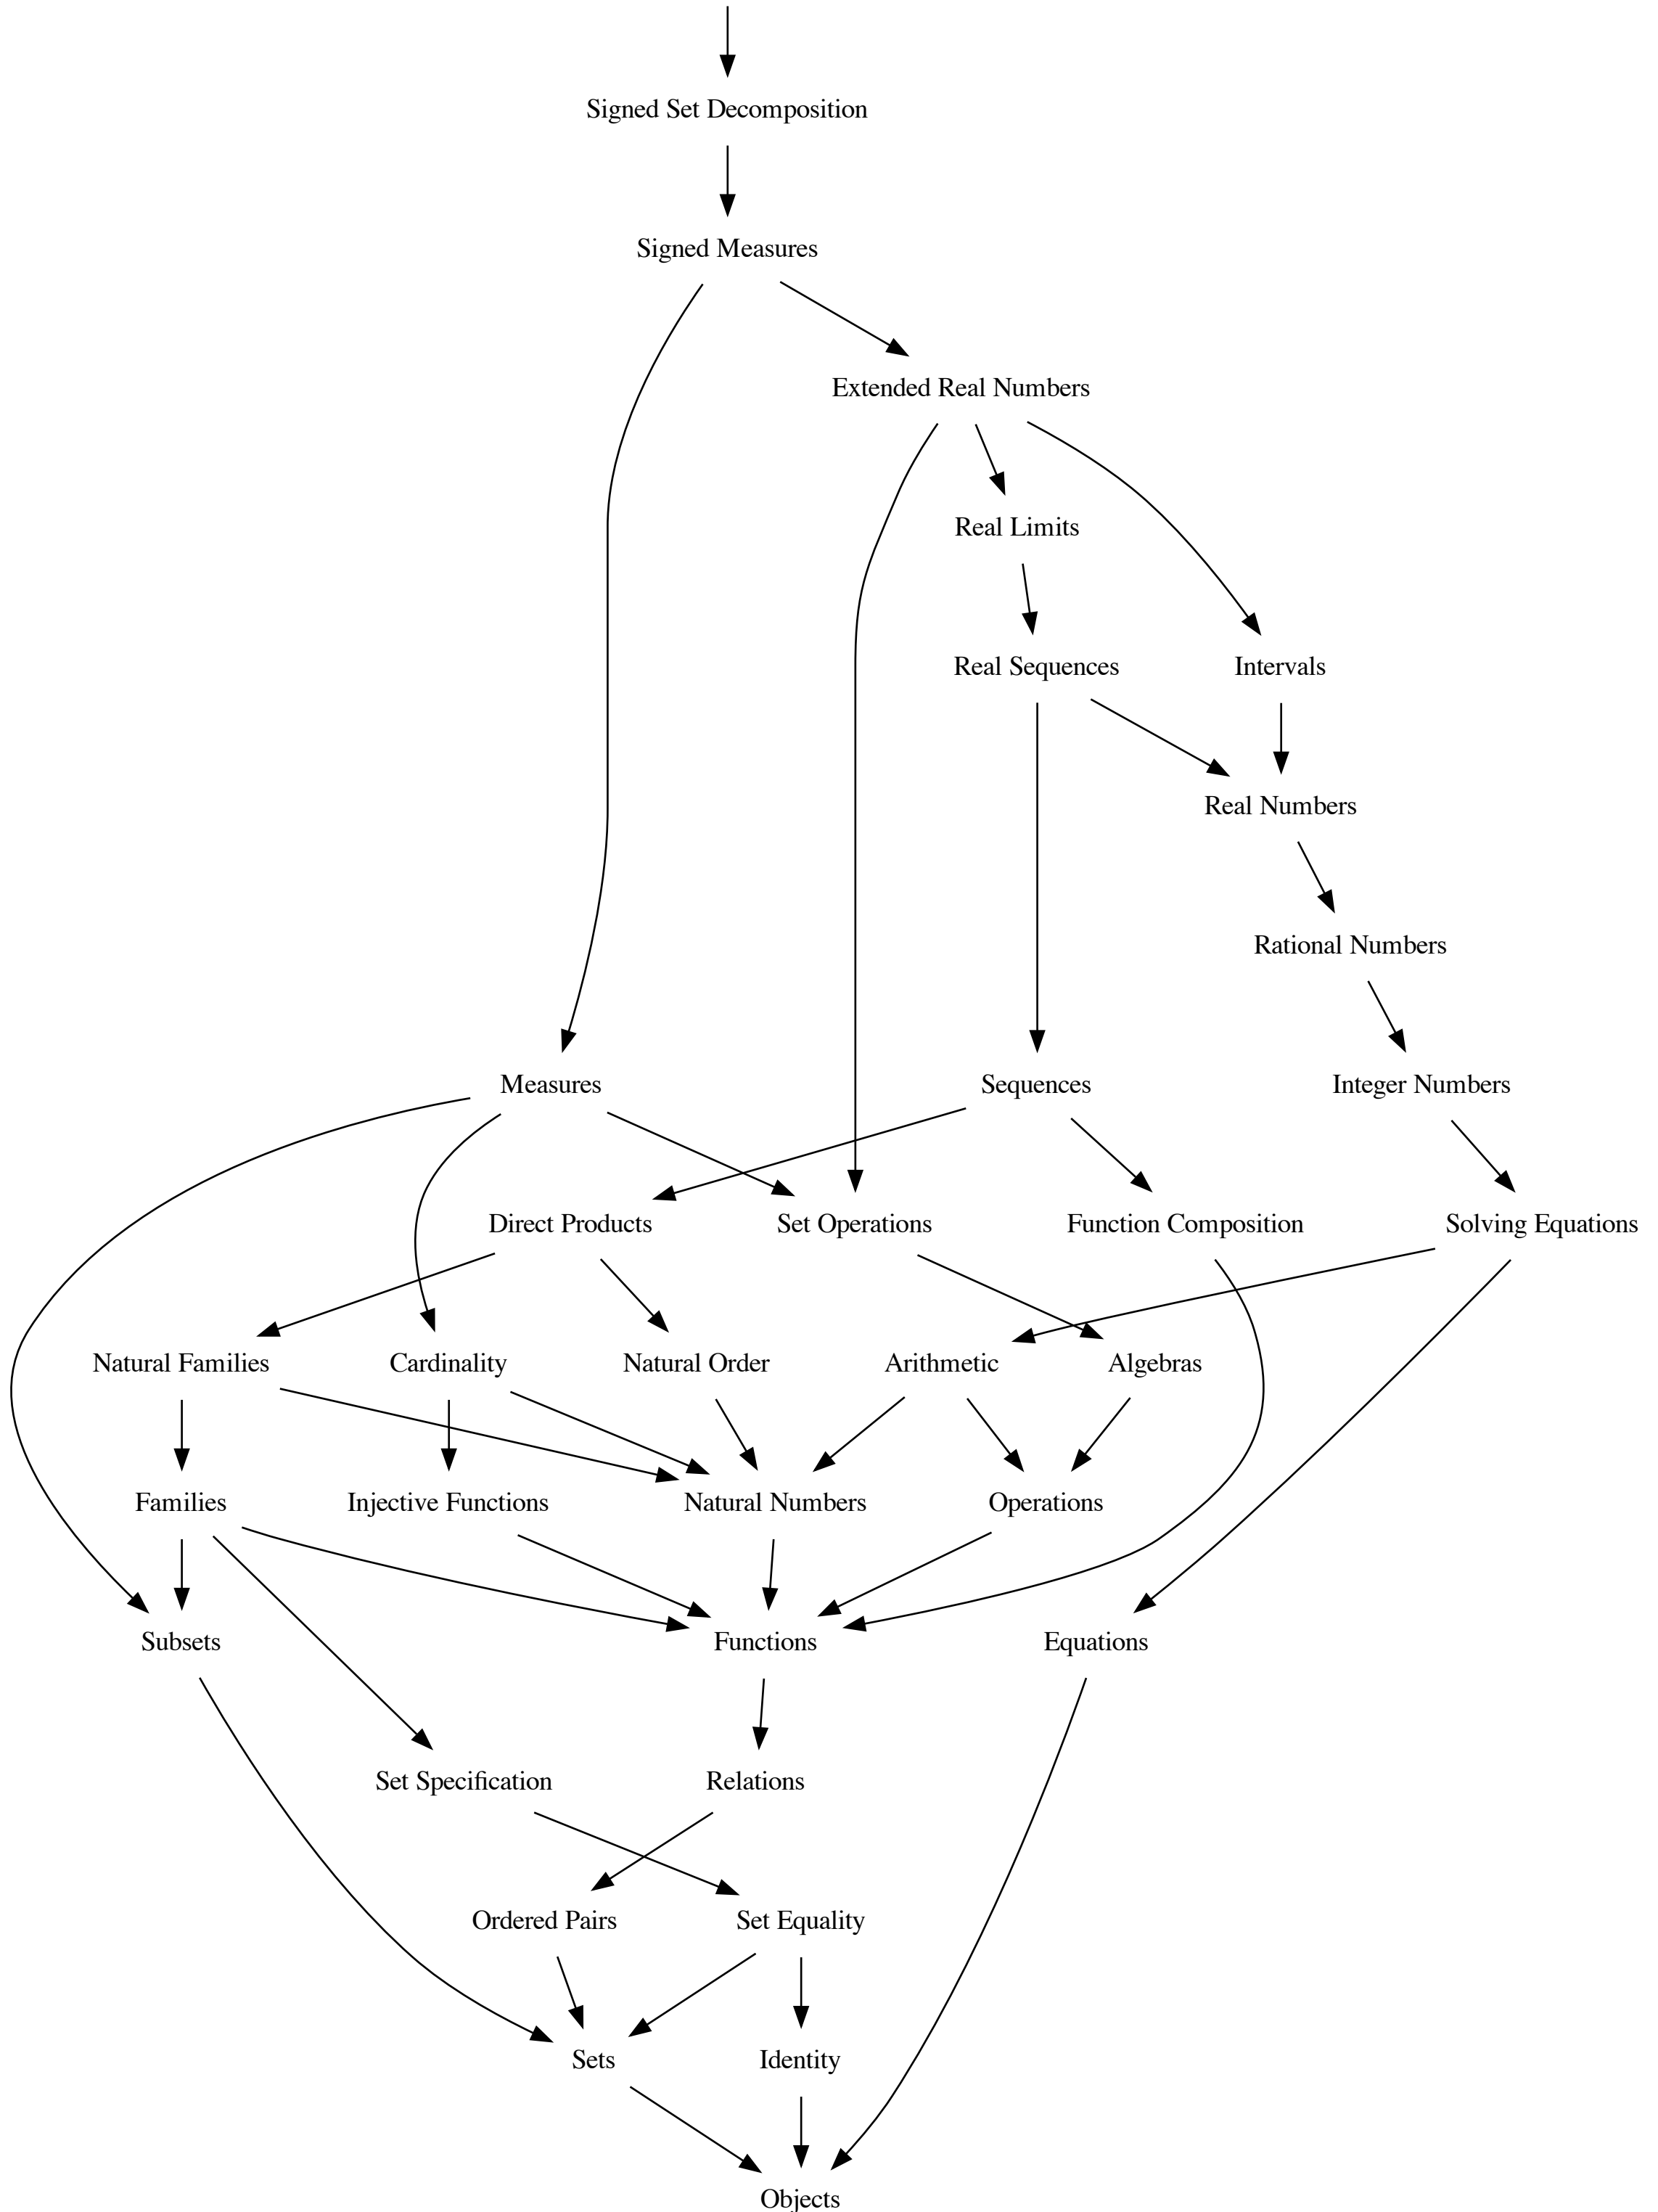 Signed Set Decomposition
Signed Measures
Extended Real Numbers
Real Limits
Real Sequences
Intervals
Real Numbers
Rational Numbers
Measures
Sequences
Integer Numbers
Direct Products
Set Operations
Function Composition
Solving Equations
Natural Families
Cardinality
Natural Order
Arithmetic
Algebras
Families
Injective Functions
Natural Numbers
Operations
Subsets
Functions
Equations
Set Specification
Relations
Ordered Pairs
Set Equality
Sets
Identity
Objects